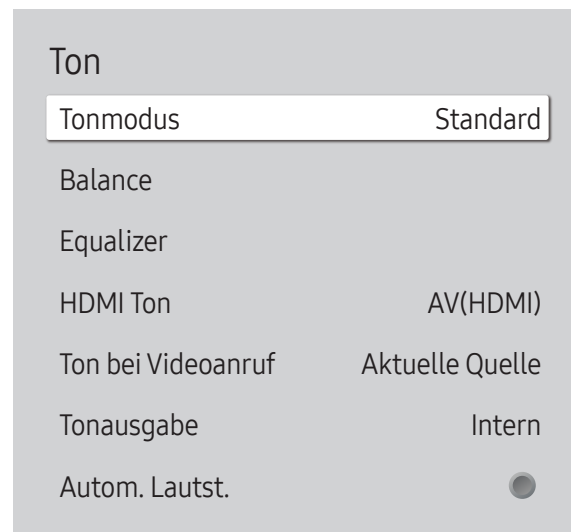 Ton
Tonmodus Standard
Balance
Equalizer
HDMI Ton AV(HDMI)
Ton bei Videoanruf Aktuelle Quelle
Tonausgabe Intern
Autom. Lautst.